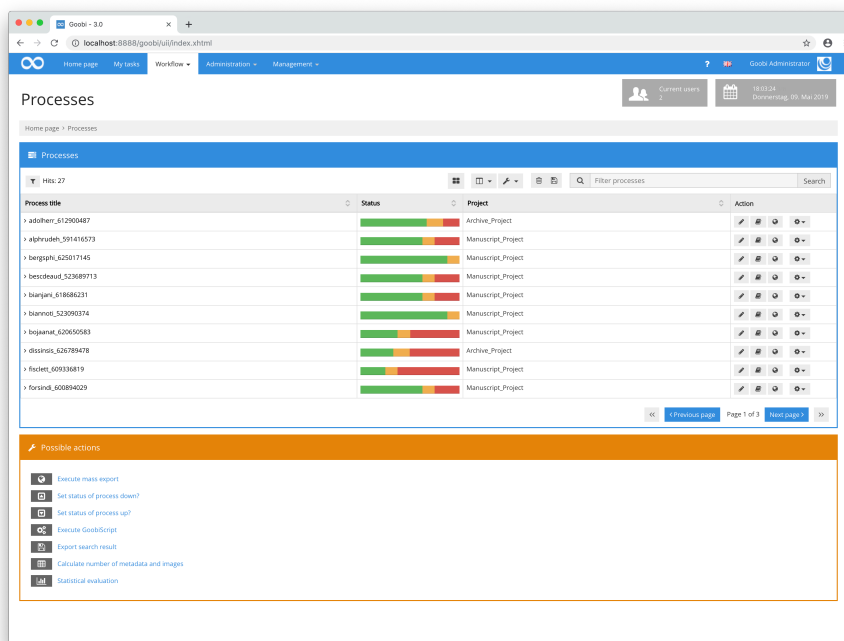 Goobi - 3.0
localhost:8888/goobi/uii/index.xhtml
Home page My tasks Workflow Administration Management ? Goobi Administrator
Processes
Current users
2
18:03:24
Donnerstag, 09. Mai 2019
Home page > Processes
Processes
Hits: 27 Filter processes Search
Process title Status Project Action
adolherr_612900487 Archive_Project
alphrudeh_591416573 Manuscript_Project
bergsphi_625017145 Manuscript_Project
bescdeaud_523689713 Manuscript_Project
bianjani_618686231 Manuscript_Project
biannoti_523090374 Manuscript_Project
bojaanat_620650583 Manuscript_Project
dissinsis_626789478 Archive_Project
fisclett_609336819 Manuscript_Project
forsindi_600894029 Manuscript_Project
Previous page Page 1 of 3 Next page
Possible actions
Execute mass export
Set status of process down?
Set status of process up?
Execute GoobiScript
Export search result
Calculate number of metadata and images
Statistical evaluation